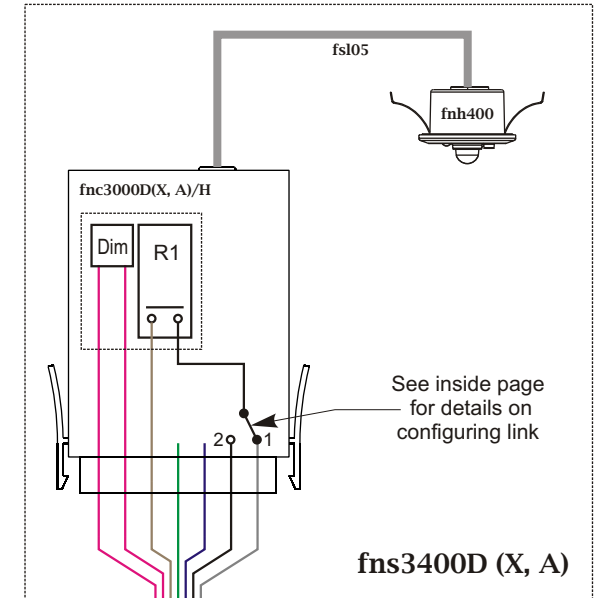 fsl05
fnh400
fnc3000D(X, A)/H
Dim
R1
See inside page
for details on
configuring link
2
1
fns3400D (X, A)